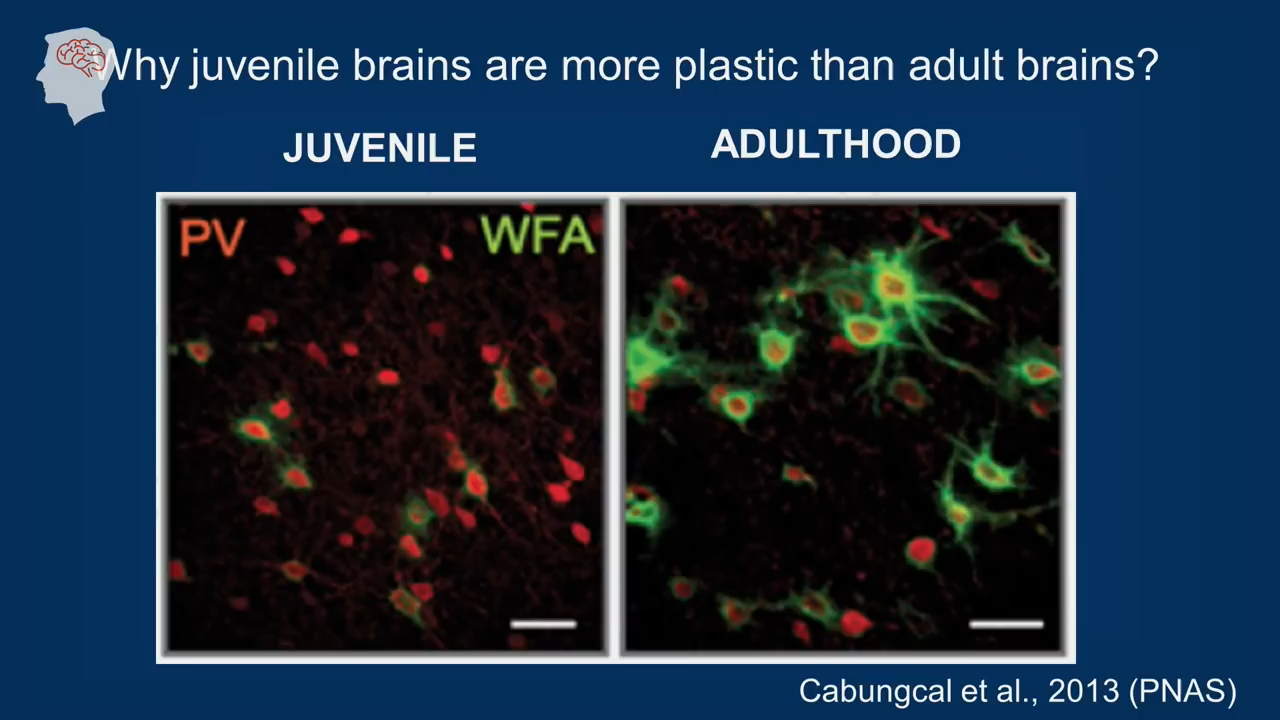 Why juvenile brains are more plastic than adult brains?
JUVENILE
ADULTHOOD
PV
WFA
Cabungcal et al., 2013 (PNAS)